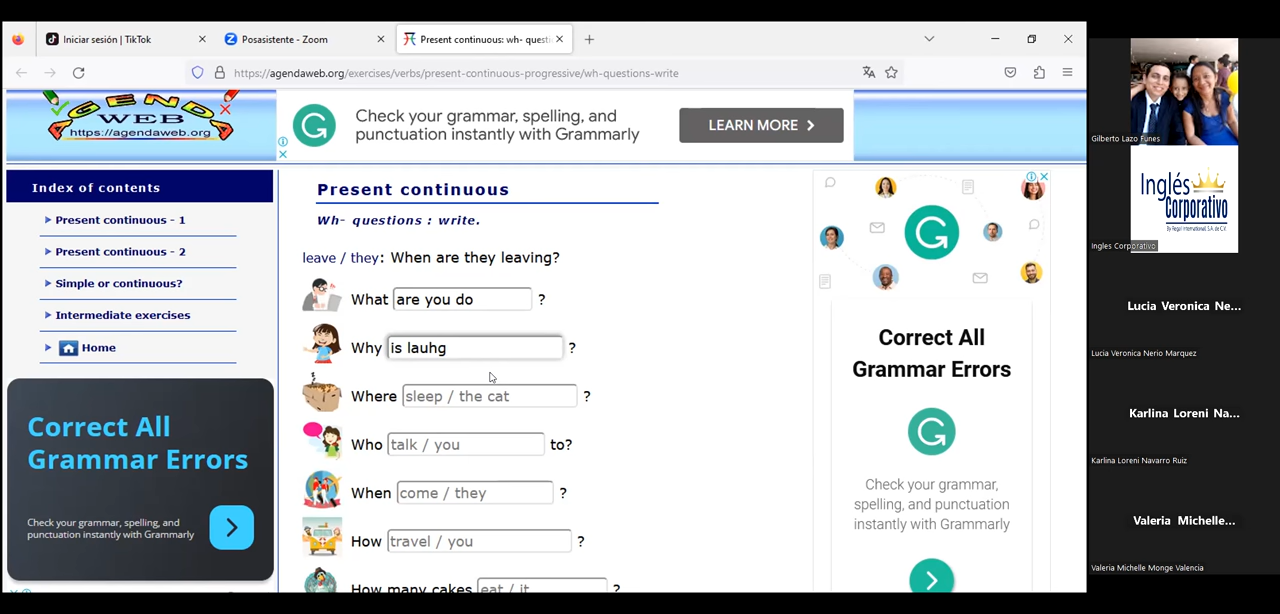 Iniciar sesión | TikTok
Posasistente - Zoom
Present continuous: wh- questi
https://agendaweb.org/exercises/verbs/present-continuous-progressive/wh-questions-write
WEB
https://agendaweb.org
Check your grammar, spelling, and
punctuation instantly with Grammarly
LEARN MORE
Index of contents
Present continuous - 1
Present continuous - 2
Simple or continuous?
Intermediate exercises
Home
Correct All
Grammar Errors
Check your grammar, spelling, and
punctuation instantly with Grammarly
Present continuous
Wh- questions : write.
leave / they: When are they leaving?
What are you do ?
Why is lauhg ?
Where sleep / the cat ?
Who talk / you to?
When come / they ?
How travel / you ?
How many cakes eat / it ?
Correct All
Grammar Errors
Check your grammar,
spelling, and punctuation
instantly with Grammarly
Gilberto Lazo Funes
Inglés
Corporativo
By Regal International, S.A. de C.V.
Ingles Corporativo
Lucia Veronica Ne...
Lucia Veronica Nerio Marquez
Karlina Loreni Na...
Karlina Loreni Navarro Ruiz
Valeria Michelle...
Valeria Michelle Monge Valencia